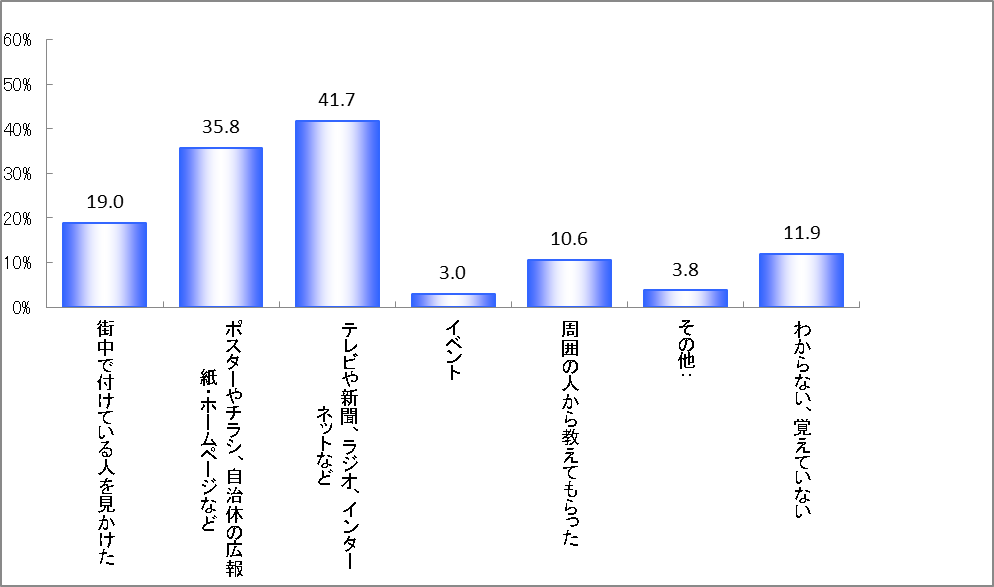 60%
50%
40%
30%
20%
10%
0%
19.0
35.8
41.7
3.0
10.6
3.8
11.9
街中で付けている人を見かけた
ポスターやチラシ、自治休の広報
紙・ホームページなど
テレビや新聞、ラジオ、インター
ネットなど
イベント
周囲の人から教えてもらった
その他:
わからない、覚えていない